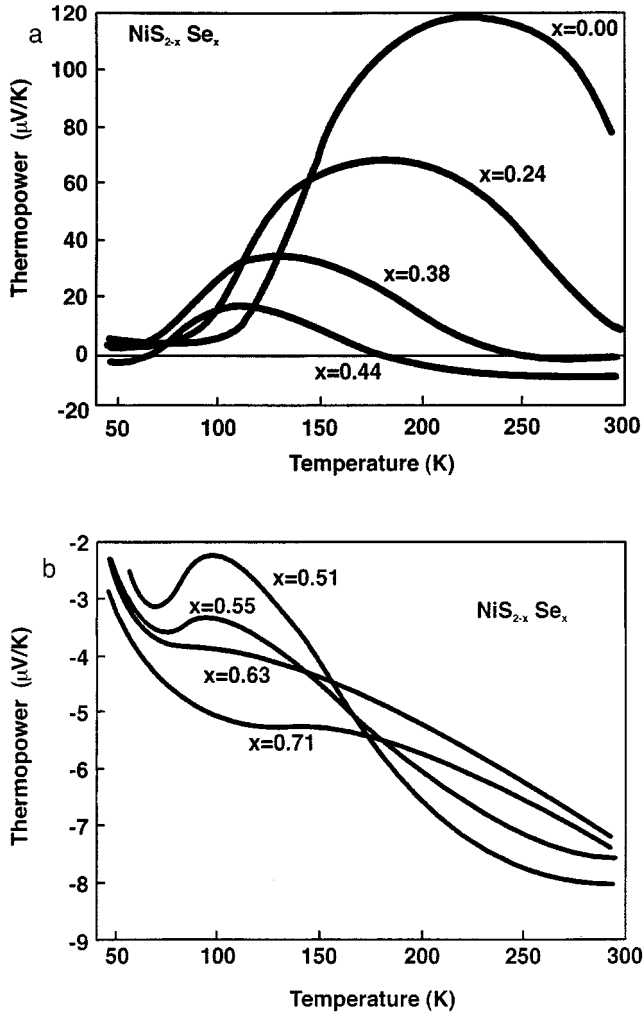 a
NiS₂₋ₓ Seₓ
Thermopower (μV/K)
120
100
80
60
40
20
0
-20
x=0.00
x=0.24
x=0.38
x=0.44
50
100
150
200
250
300
Temperature (K)
b
NiS₂₋ₓ Seₓ
Thermopower (μV/K)
-2
-3
-4
-5
-6
-7
-8
-9
x=0.51
x=0.55
x=0.63
x=0.71
50
100
150
200
250
300
Temperature (K)